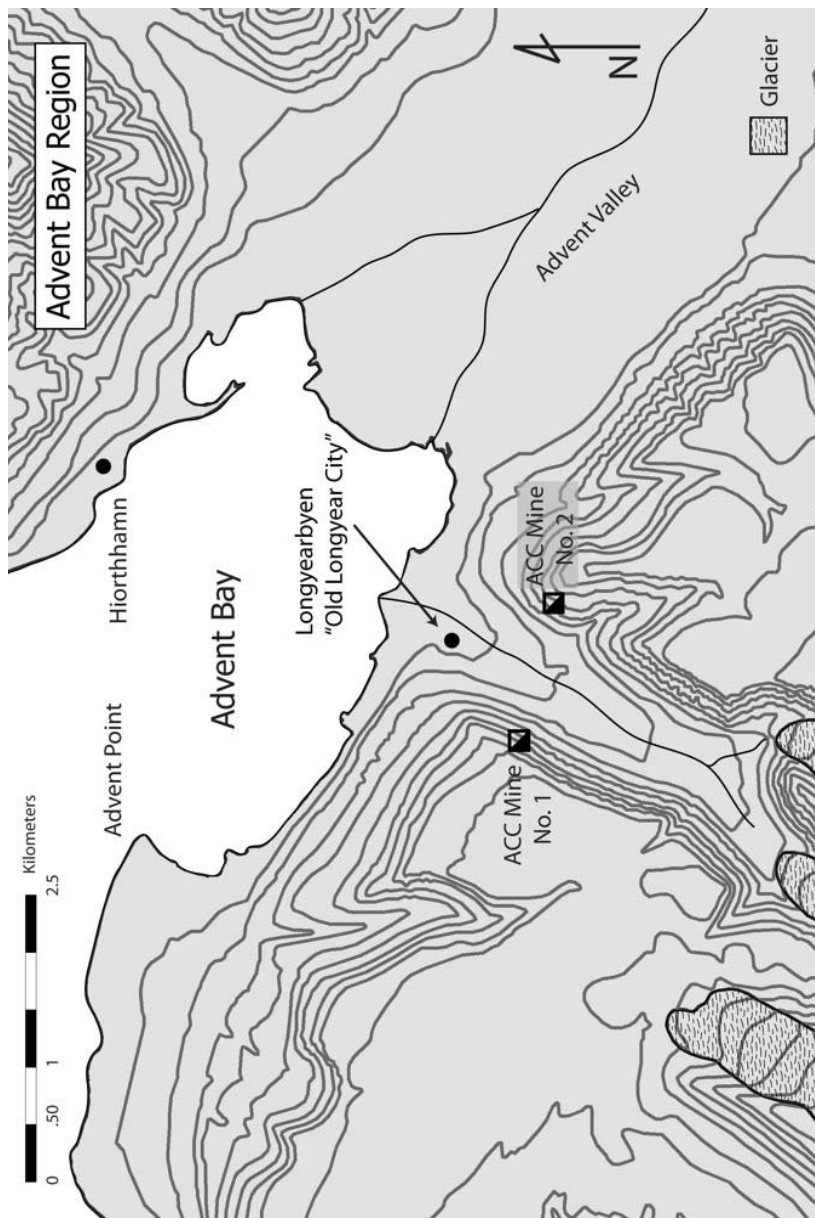 Advent Bay Region
Kilometers
0
.50
1
2.5
Advent Point
Hiorthhamn
Advent Bay
Longyearbyen
“Old Longyear City”
ACC Mine
No. 1
ACC Mine
No. 2
Advent Valley
N
Glacier